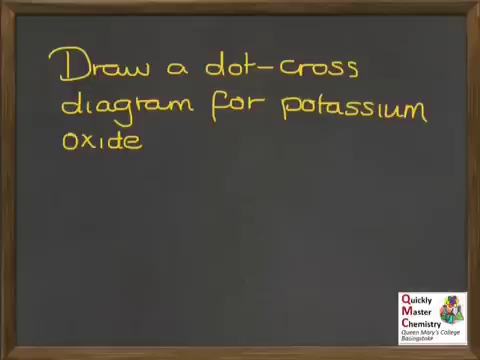 Draw a dot-cross
diagram for potassium
oxide
Quickly
Master
Chemistry
Queen Mary's College
Basingstoke